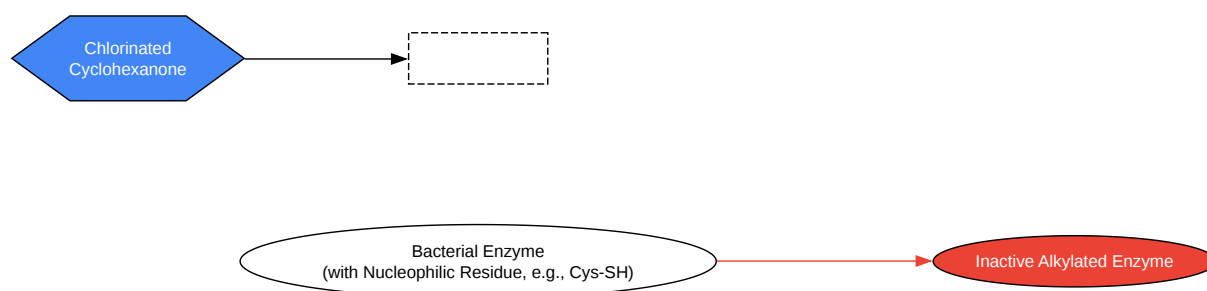 Chlorinated
Cyclohexanone
Bacterial Enzyme
(with Nucleophilic Residue, e.g., Cys-SH)
Inactive Alkylated Enzyme